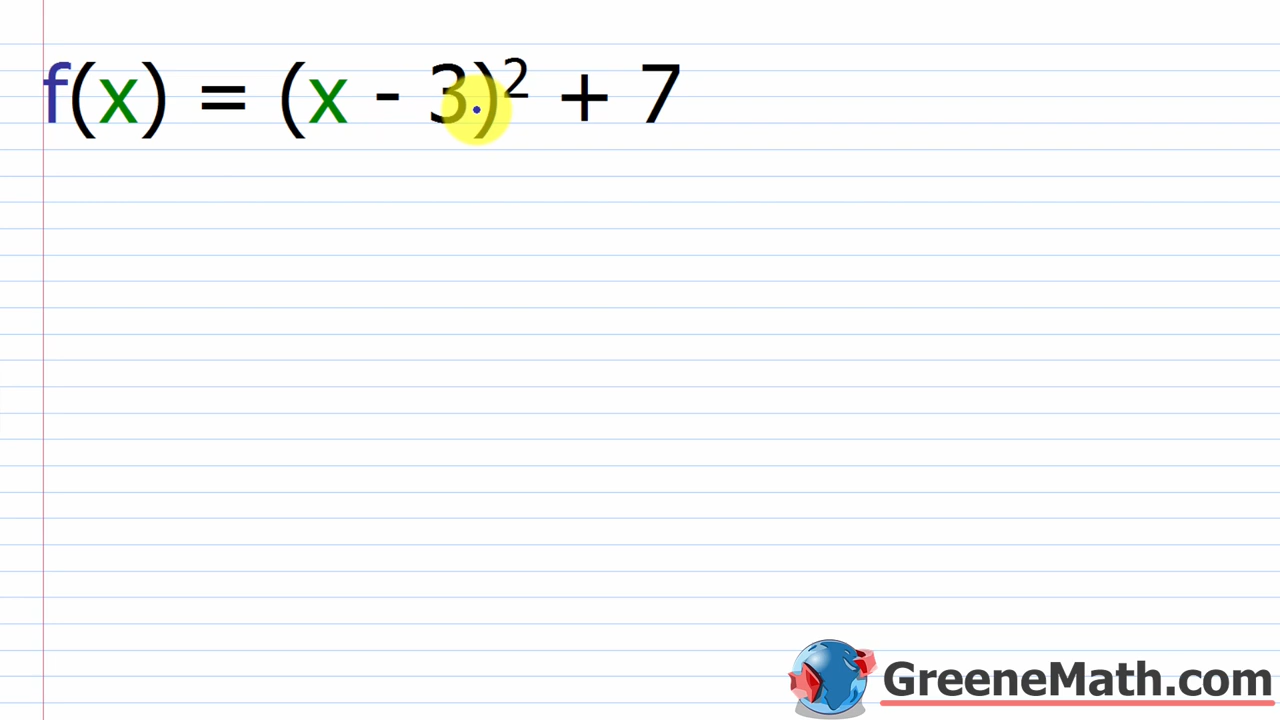 f(x) = (x - 3)² + 7
GreeneMath.com